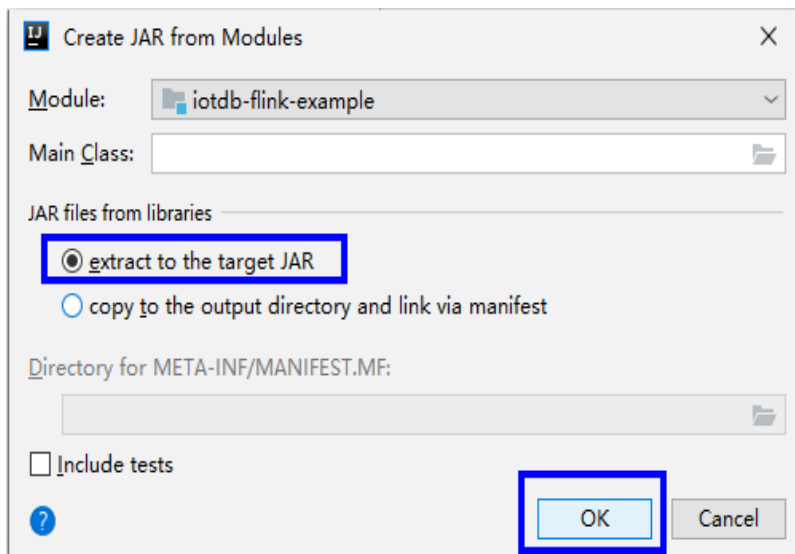 IJ Create JAR from Modules
Module: iotdb-flink-example
Main Class:
JAR files from libraries
extract to the target JAR
copy to the output directory and link via manifest
Directory for META-INF/MANIFEST.MF:
Include tests
? OK Cancel